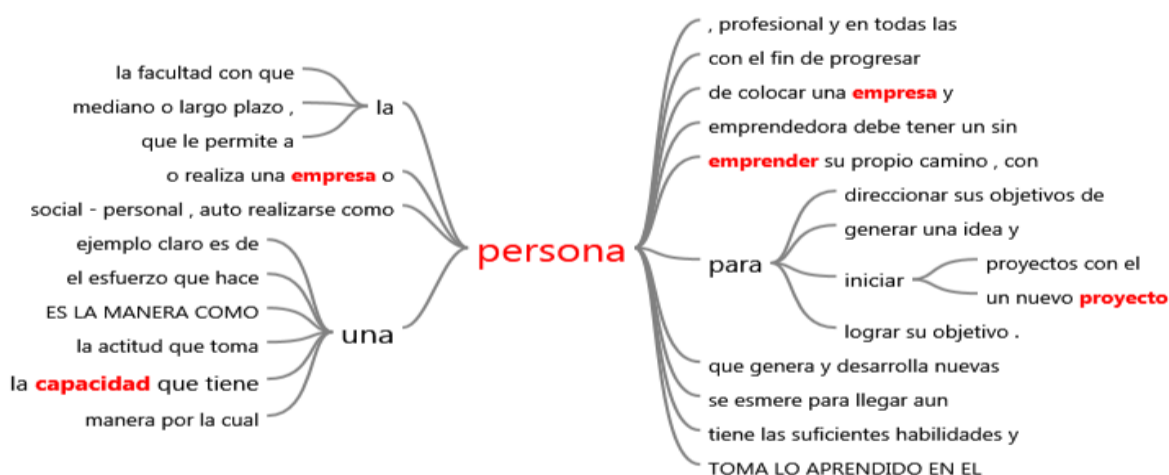 la facultad con que
mediano o largo plazo ,
que le permite a
la
o realiza una empresa o
social - personal , auto realizarse como
ejemplo claro es de
el esfuerzo que hace
ES LA MANERA COMO
la actitud que toma
la capacidad que tiene
manera por la cual
una
persona
, profesional y en todas las
con el fin de progresar
de colocar una empresa y
emprendedora debe tener un sin
emprender su propio camino , con
para
direccionar sus objetivos de
generar una idea y
iniciar
proyectos con el
un nuevo proyecto
lograr su objetivo .
que genera y desarrolla nuevas
se esmere para llegar aun
tiene las suficientes habilidades y
TOMA LO APRENDIDO EN EL